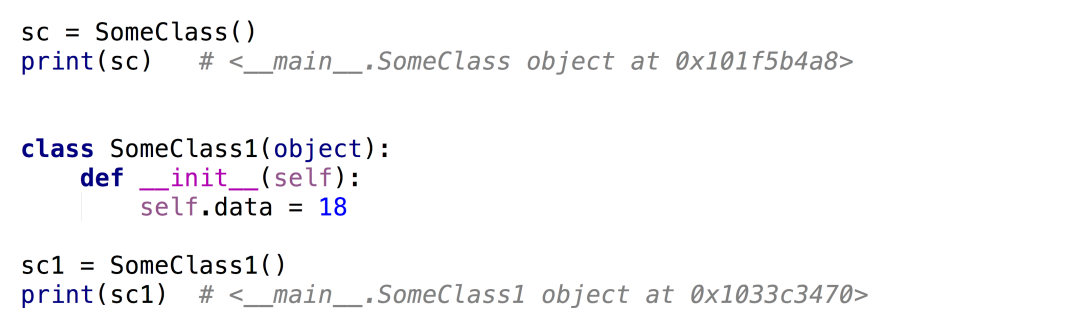 sc = SomeClass()
print(sc)   # <__main__.SomeClass object at 0x101f5b4a8>
class SomeClass1(object):
    def __init__(self):
        self.data = 18
sc1 = SomeClass1()
print(sc1)  # <__main__.SomeClass1 object at 0x1033c3470>